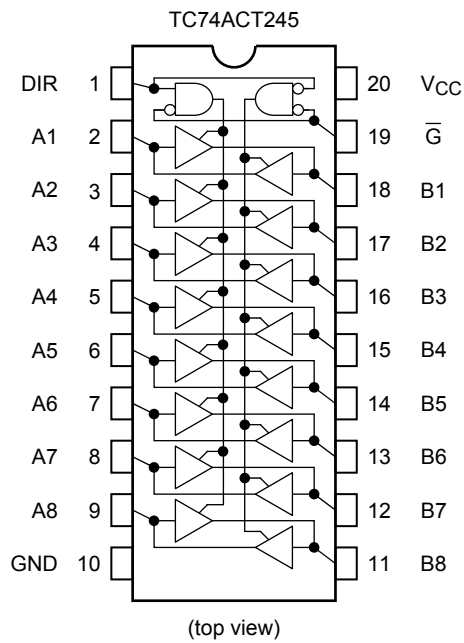 TC74ACT245
DIR 1 20 VCC
A1 2 19 G̅
A2 3 18 B1
A3 4 17 B2
A4 5 16 B3
A5 6 15 B4
A6 7 14 B5
A7 8 13 B6
A8 9 12 B7
GND 10 11 B8
(top view)